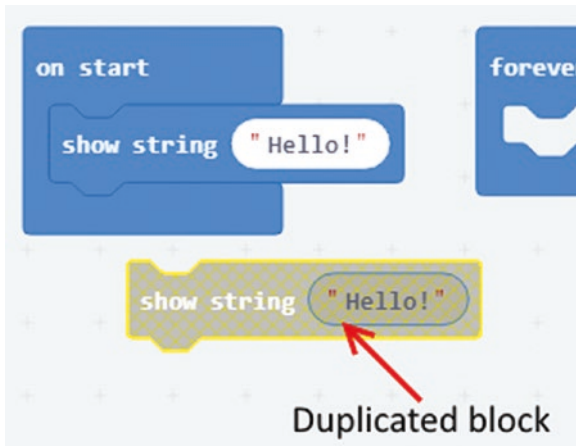 on start
show string "Hello!"
show string "Hello!"
Duplicated block